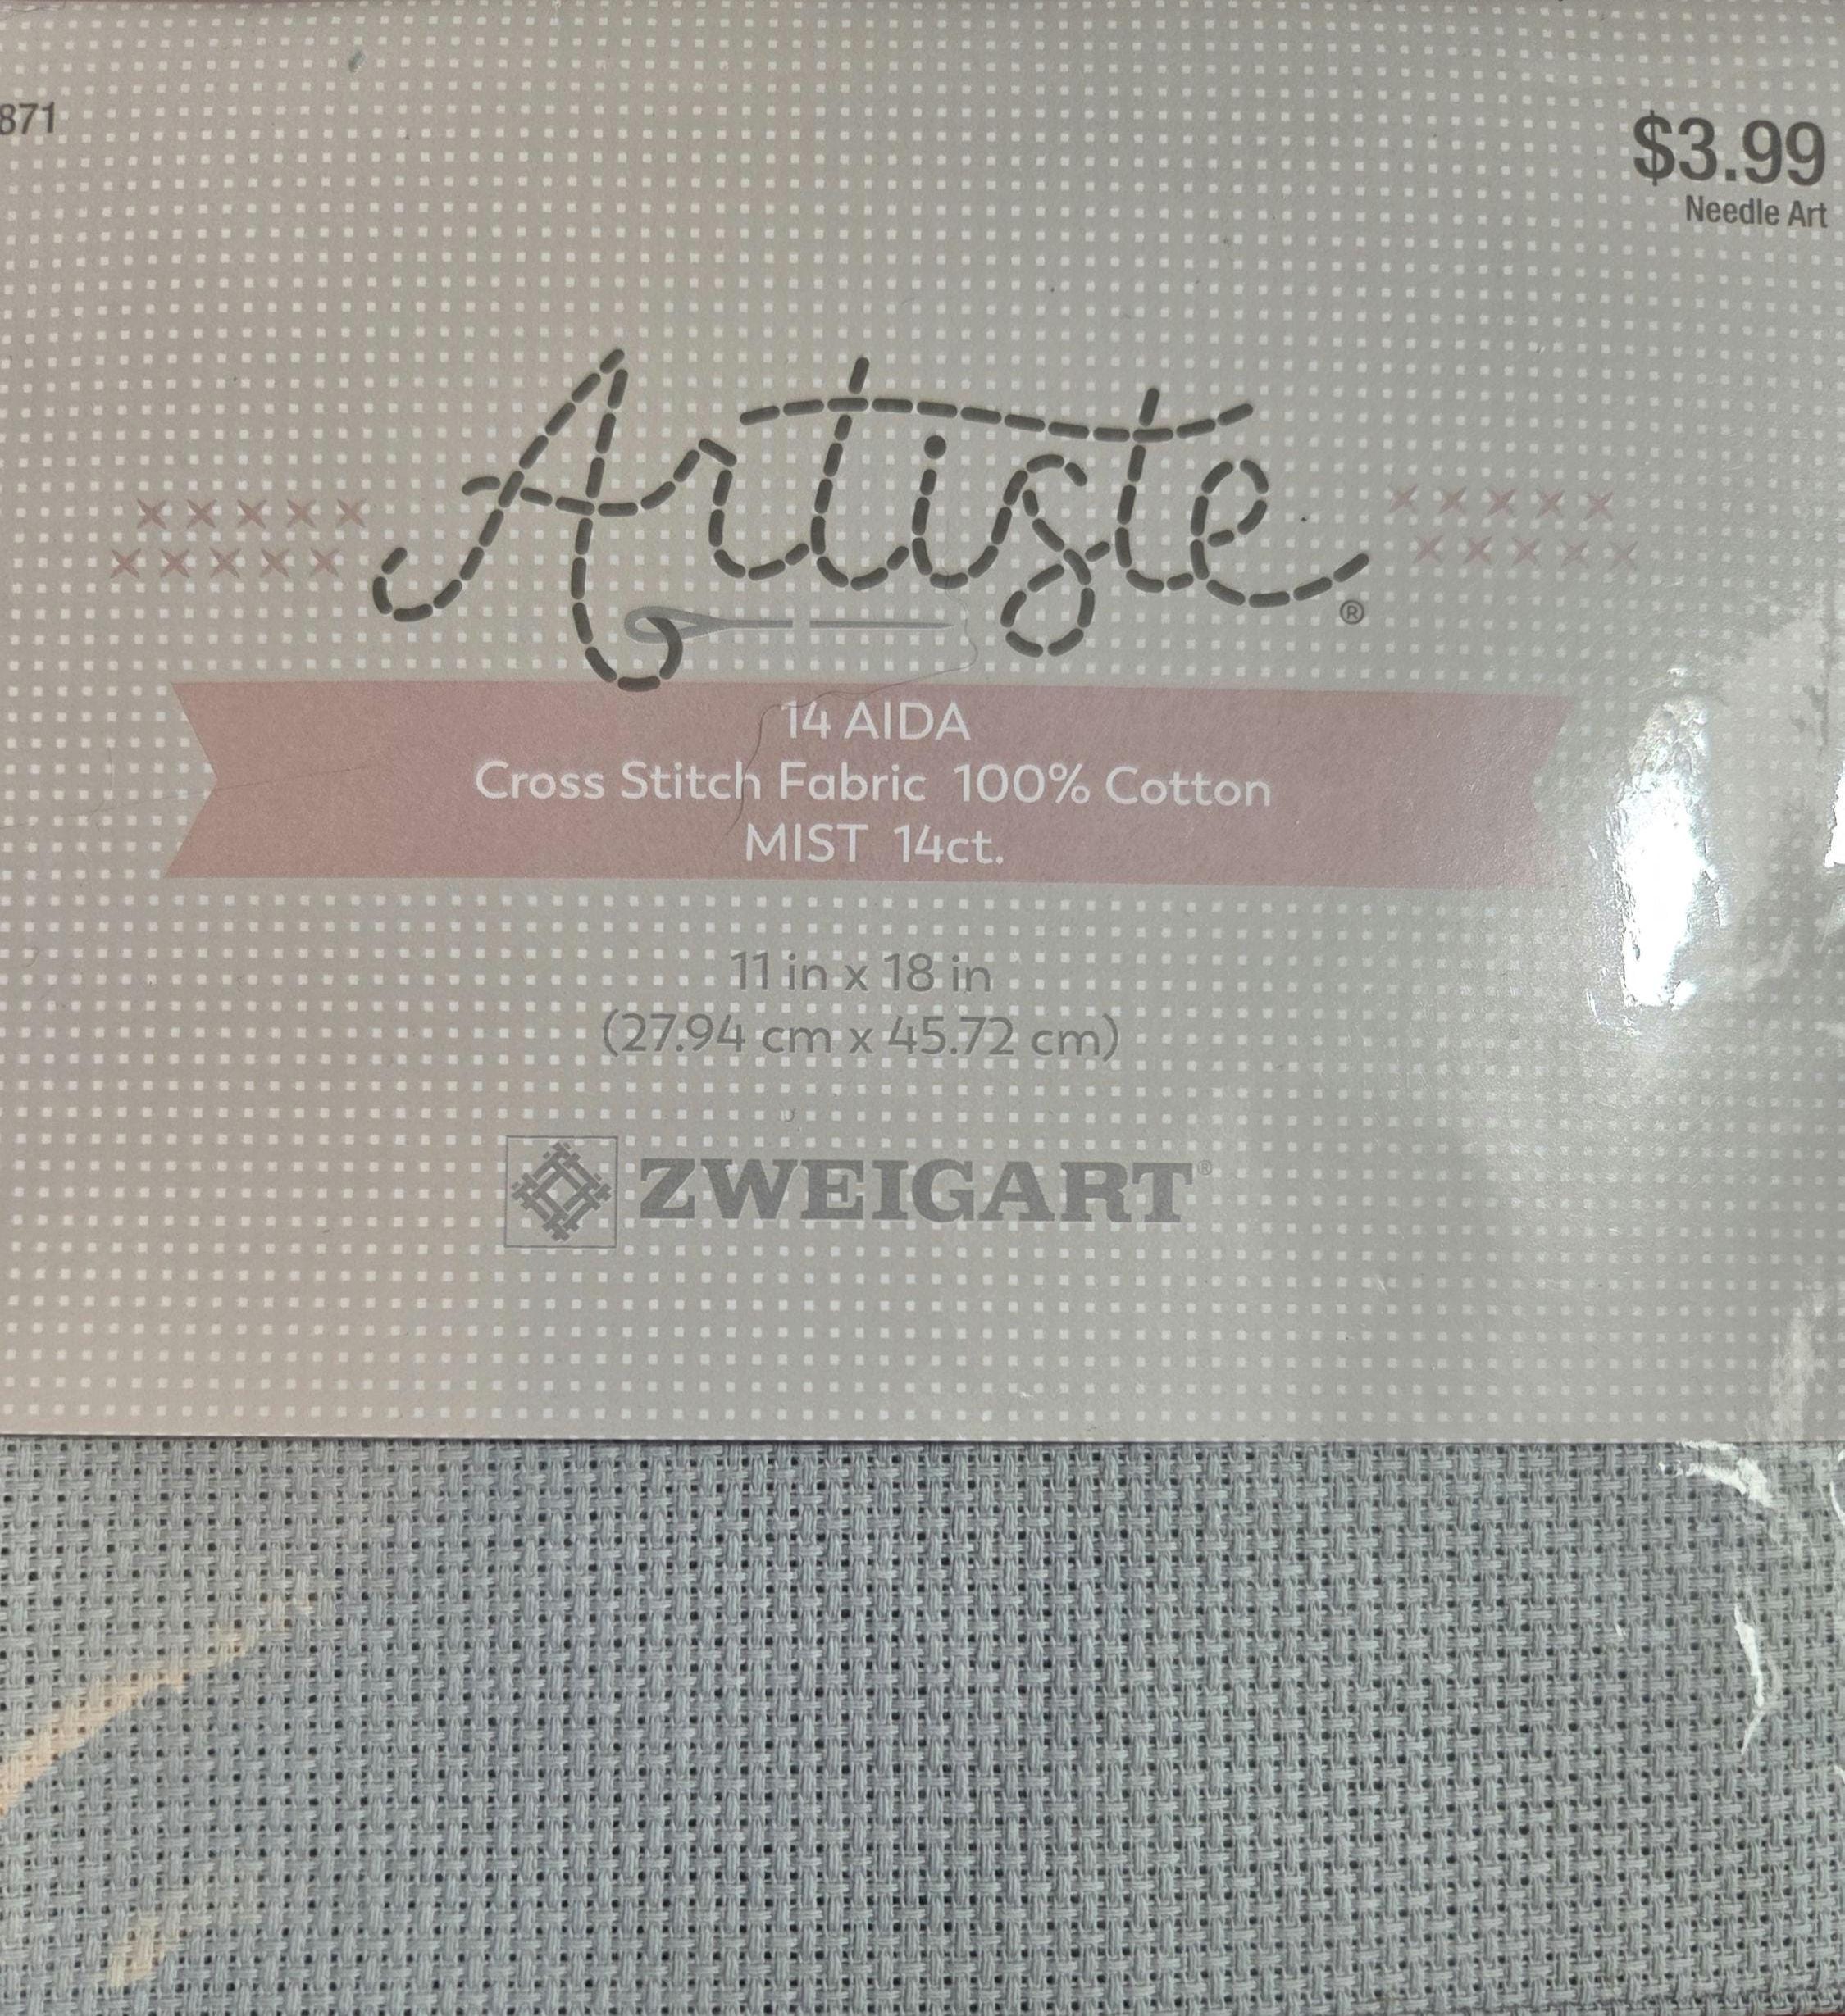 871
$3.99
Needle Art
Artiste®
14 AIDA
Cross Stitch Fabric 100% Cotton
MIST 14ct.
11 in x 18 in
(27.94 cm x 45.72 cm)
ZWEIGART®